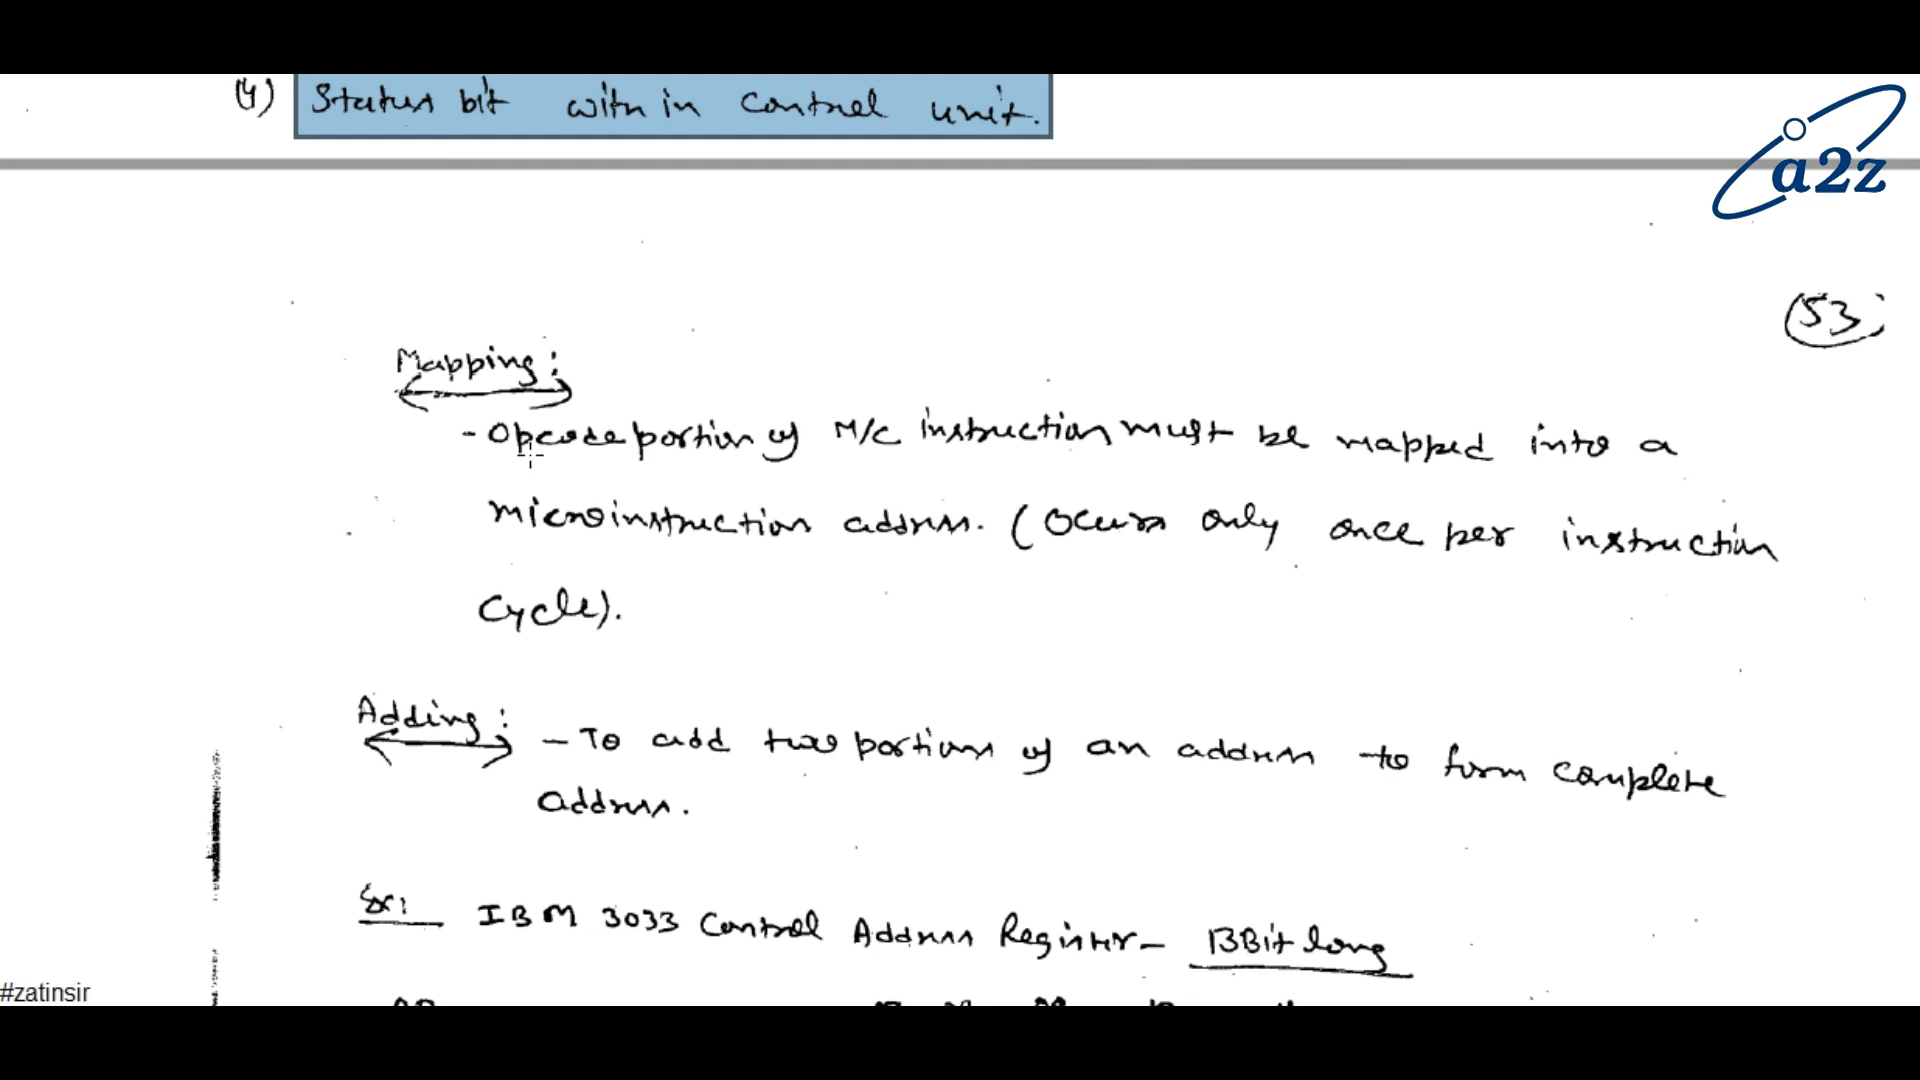 (4) Status bit with in control unit.
a2z
(53)
Mapping:
- Opcode portion of M/C instruction must be mapped into a
microinstruction address. (Occurs only once per instruction
cycle).
Adding: - To add two portions of an address to form complete
address.
Ex: IBM 3033 Control Address Register - 13Bit long
#zatinsir